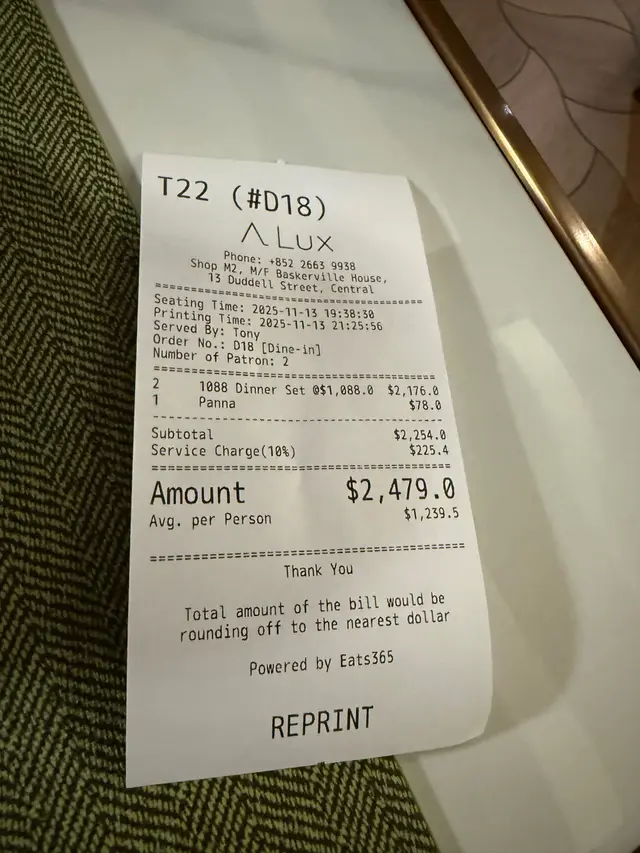 T22 (#D18)
Λ LUX
Phone: +852 2663 9938
Shop M2, M/F Baskerville House,
13 Duddell Street, Central
========================================
Seating Time: 2025-11-13 19:38:30
Printing Time: 2025-11-13 21:25:56
Served By: Tony
Order No.: D18 [Dine-in]
Number of Patron: 2
========================================
2 1088 Dinner Set @$1,088.0 $2,176.0
1 Panna $78.0
----------------------------------------
Subtotal $2,254.0
Service Charge(10%) $225.4
========================================
Amount $2,479.0
Avg. per Person $1,239.5
========================================
Thank You
Total amount of the bill would be
rounding off to the nearest dollar
Powered by Eats365
REPRINT